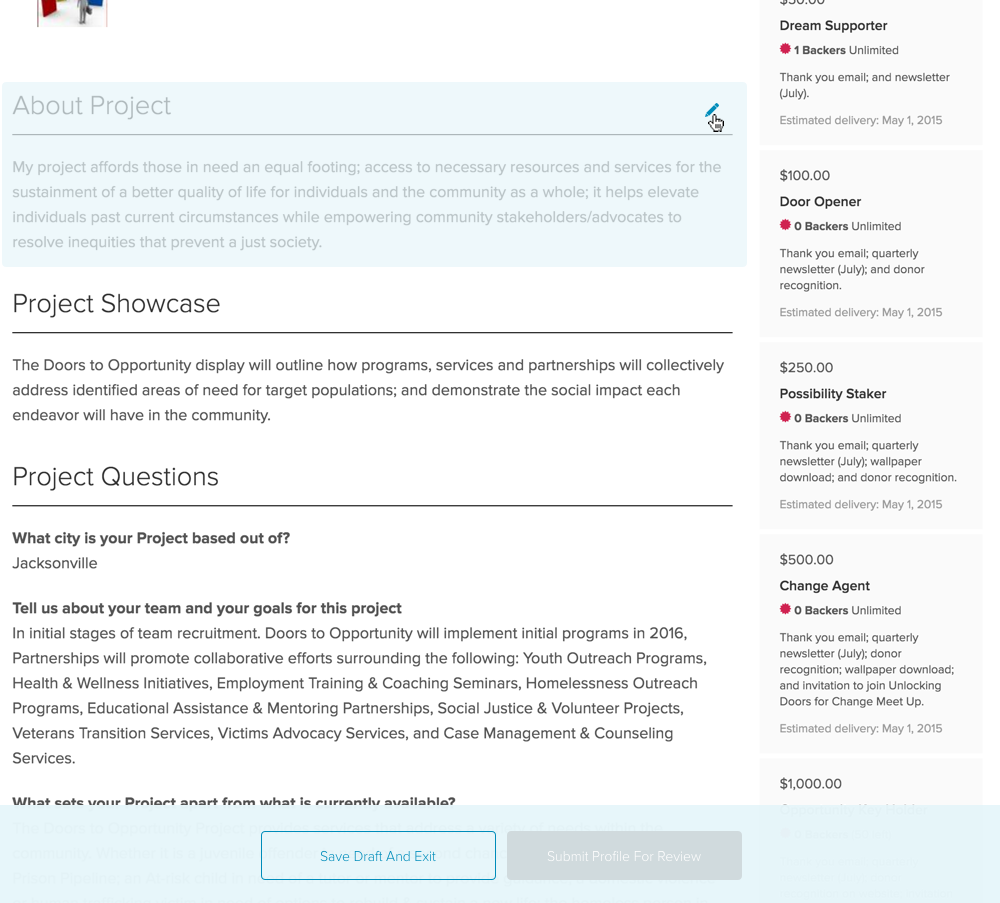 About Project
My project affords those in need an equal footing; access to necessary resources and services for the
sustainment of a better quality of life for individuals and the community as a whole; it helps elevate
individuals past current circumstances while empowering community stakeholders/advocates to
resolve inequities that prevent a just society.
Project Showcase
The Doors to Opportunity display will outline how programs, services and partnerships will collectively
address identified areas of need for target populations; and demonstrate the social impact each
endeavor will have in the community.
Project Questions
What city is your Project based out of?
Jacksonville
Tell us about your team and your goals for this project
In initial stages of team recruitment. Doors to Opportunity will implement initial programs in 2016,
Partnerships will promote collaborative efforts surrounding the following: Youth Outreach Programs,
Health & Wellness Initiatives, Employment Training & Coaching Seminars, Homelessness Outreach
Programs, Educational Assistance & Mentoring Partnerships, Social Justice & Volunteer Projects,
Veterans Transition Services, Victims Advocacy Services, and Case Management & Counseling
Services.
What sets your Project apart from what is currently available?
The Doors to Opportunity Project
Save Draft And Exit
Submit Profile For Review
$50.00
Dream Supporter
1 Backers Unlimited
Thank you email; and newsletter
(July).
Estimated delivery: May 1, 2015
$100.00
Door Opener
0 Backers Unlimited
Thank you email; quarterly
newsletter (July); and donor
recognition.
Estimated delivery: May 1, 2015
$250.00
Possibility Staker
0 Backers Unlimited
Thank you email; quarterly
newsletter (July); wallpaper
download; and donor recognition.
Estimated delivery: May 1, 2015
$500.00
Change Agent
0 Backers Unlimited
Thank you email; quarterly
newsletter (July); donor
recognition; wallpaper download;
and invitation to join Unlocking
Doors for Change Meet Up.
Estimated delivery: May 1, 2015
$1,000.00
Opportunity Key Holder